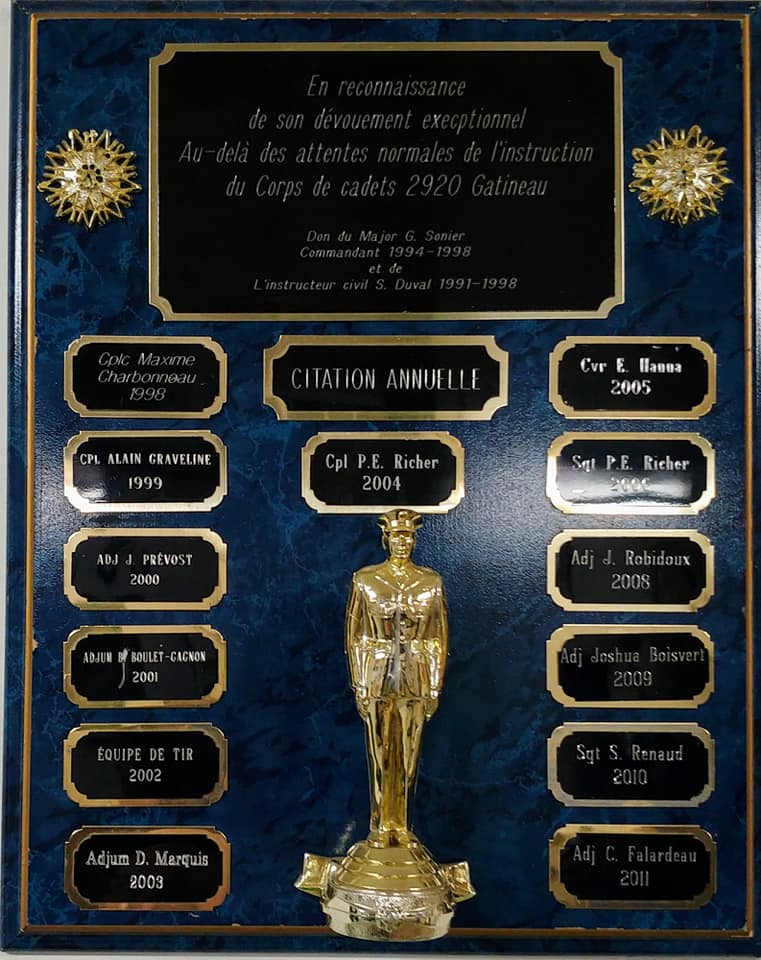 En reconnaissance
de son dévouement execptionnel
Au-delà des attentes normales de l'instruction
du Corps de cadets 2920 Gatineau
Don du Major G. Sonier
Commandant 1994-1998
et de
L'instructeur civil S. Duval 1991-1998
CITATION ANNUELLE
Cplc Maxime
Charbonneau
1998
CPL ALAIN GRAVELINE
1999
ADJ J. PRÉVOST
2000
ADJUM BOULET-GAGNON
2001
ÉQUIPE DE TIR
2002
Adjum D. Marquis
2003
Cpl P.E. Richer
2004
Cvr E. Hanna
2005
Sgt P.E. Richer
Adj J. Robidoux
2008
Adj Joshua Boisvert
2009
Sgt S. Renaud
2010
Adj C. Falardeau
2011